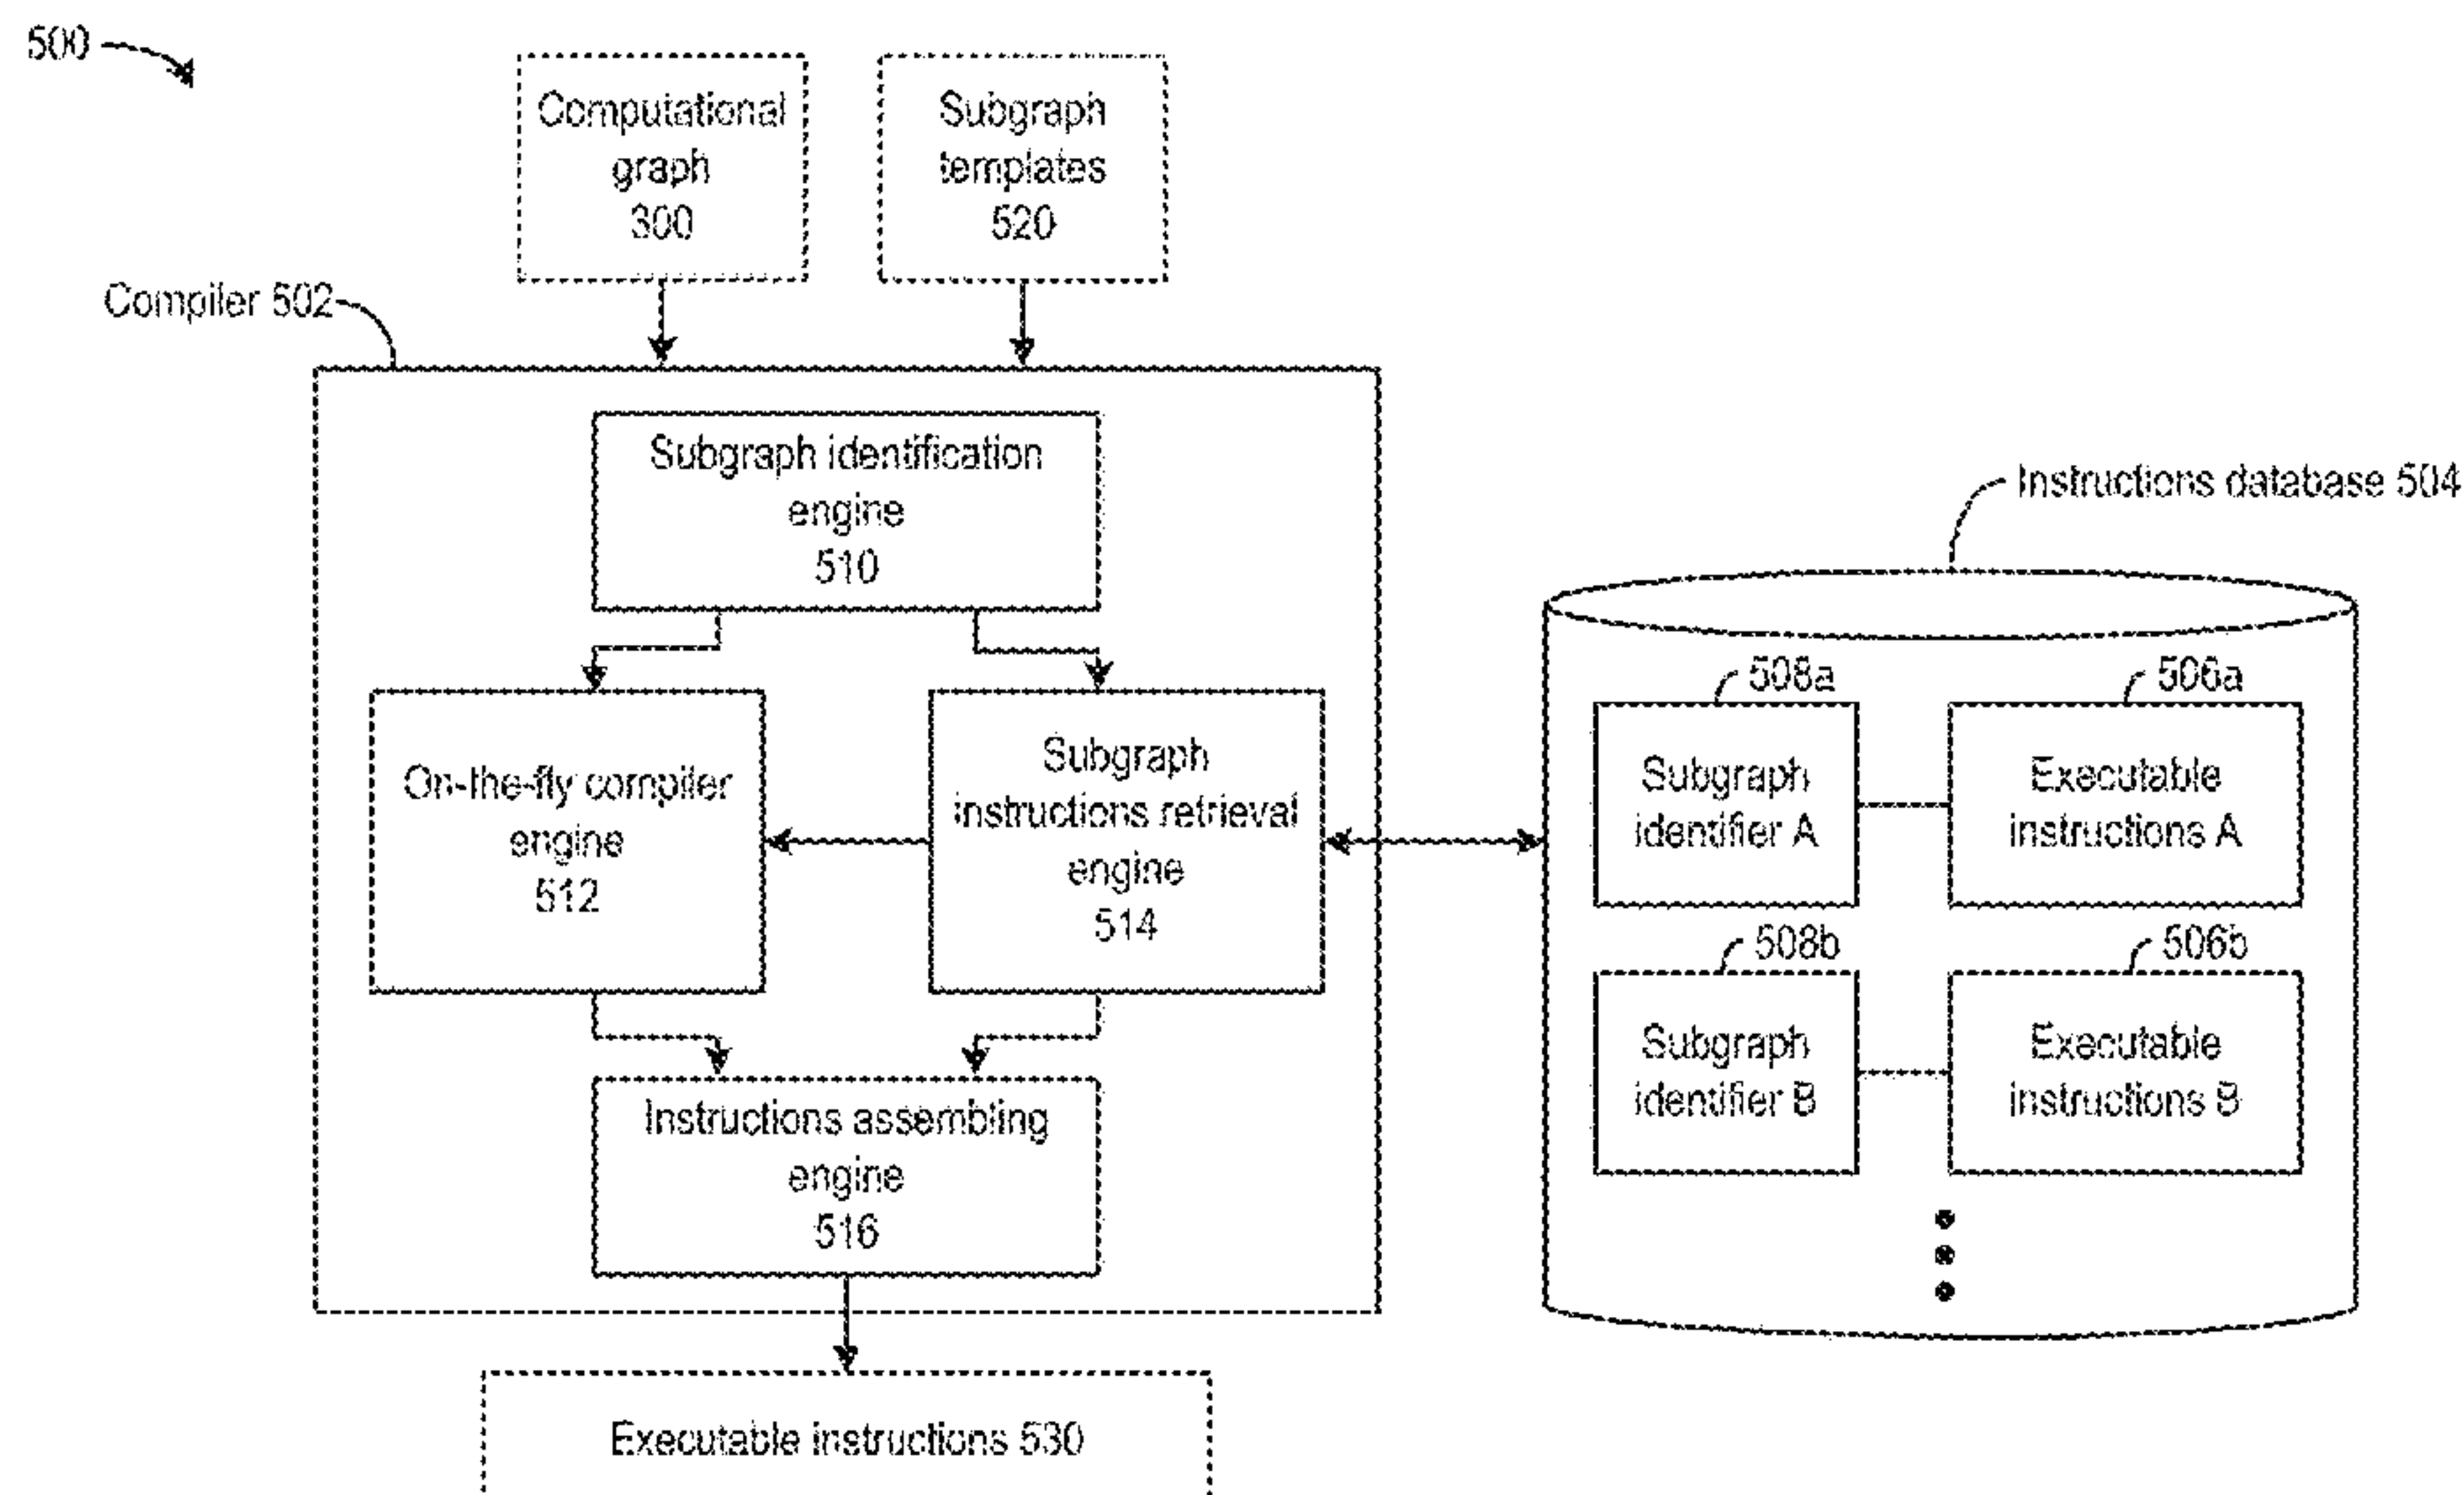 500
Computational
graph
300
Subgraph
templates
520
Compiler 502
Subgraph identification
engine
510
On-the-fly compiler
engine
512
Subgraph
instructions retrieval
engine
514
Instructions assembling
engine
516
Executable instructions 530
Instructions database 504
508a
506a
Subgraph
identifier A
Executable
instructions A
508b
506b
Subgraph
identifier B
Executable
instructions B